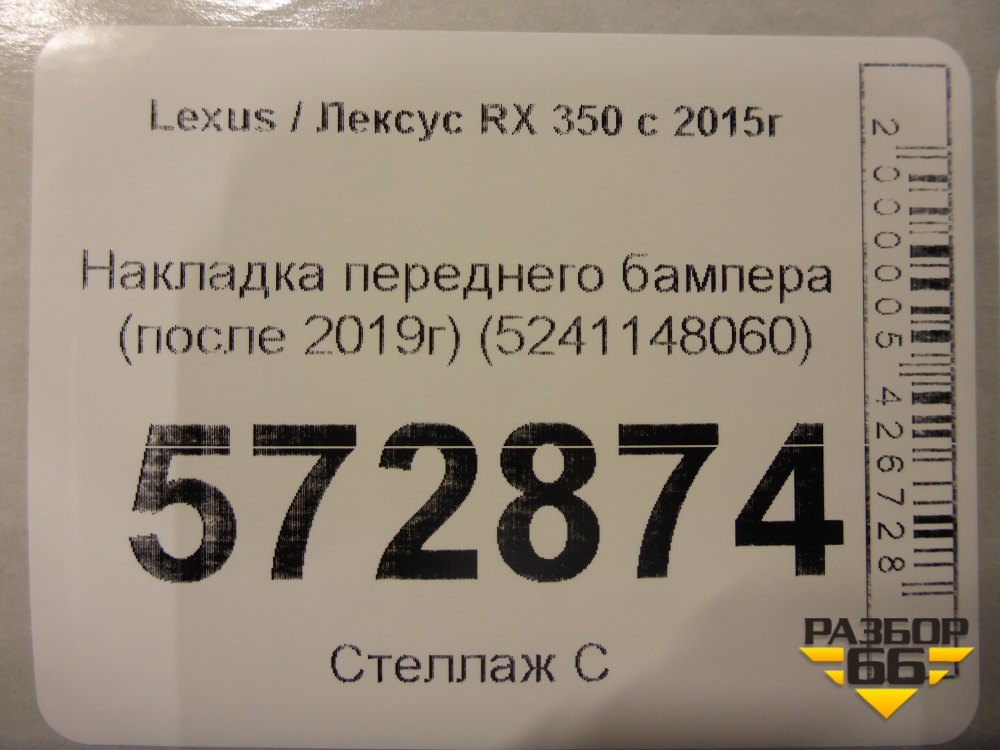 Lexus / Лексус RX 350 с 2015г
Накладка переднего бампера
(после 2019г) (5241148060)
572874
Стеллаж С
2000005426728
РАЗБОР
66